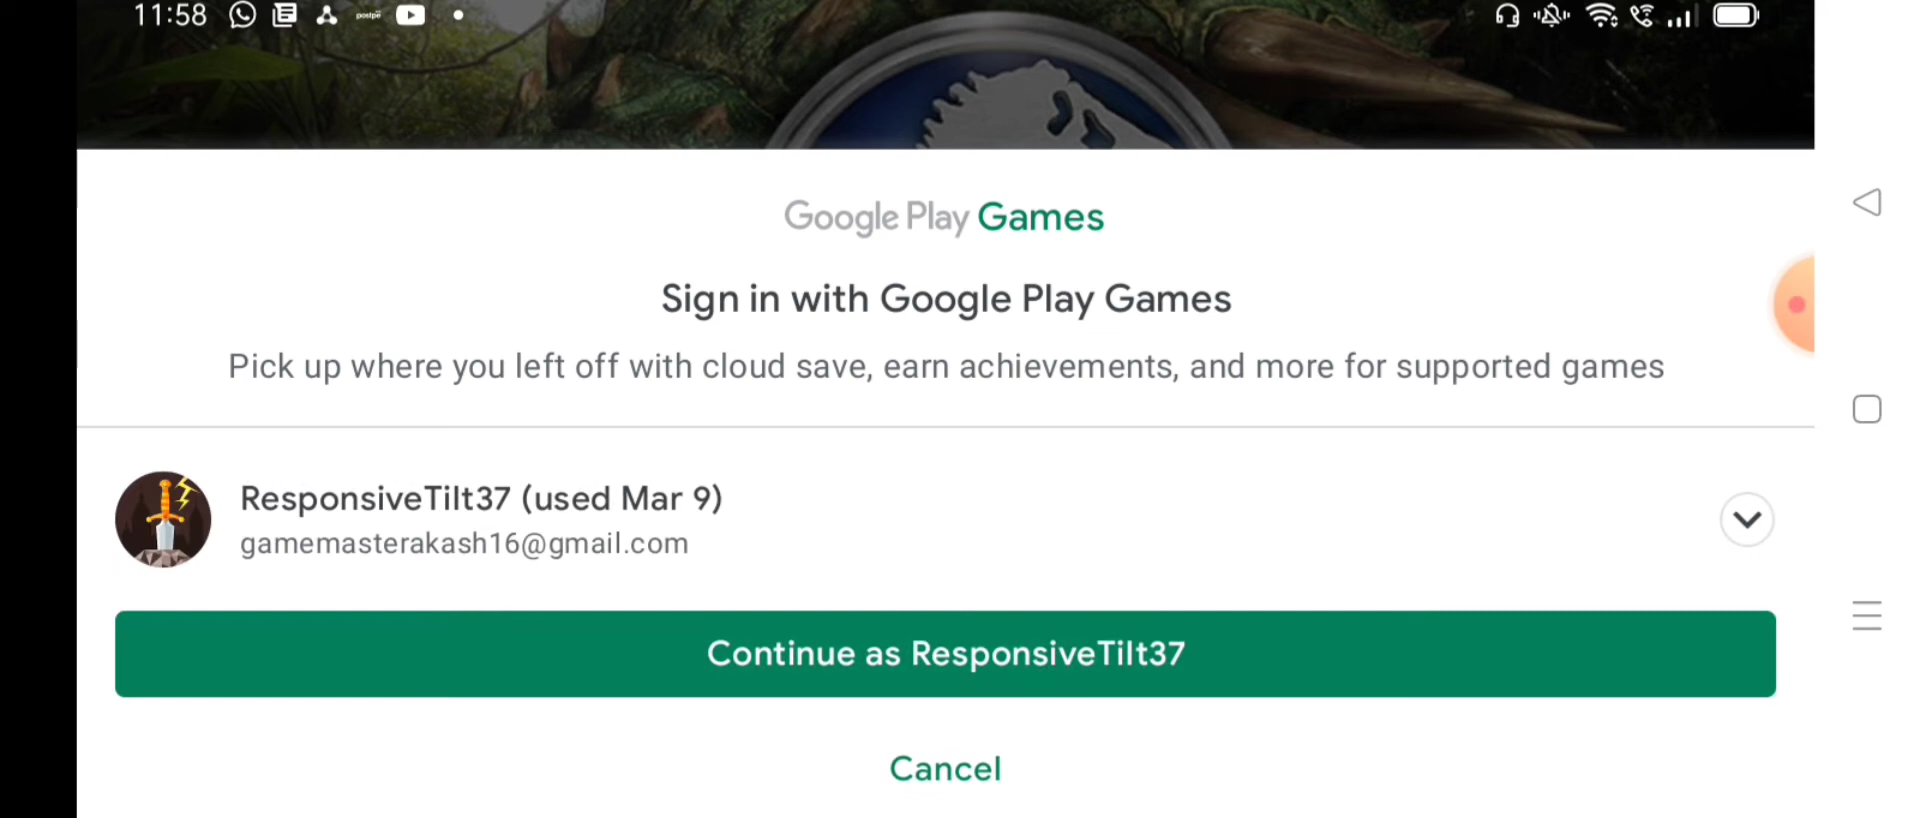 11:58 postpe
Google Play Games
Sign in with Google Play Games
Pick up where you left off with cloud save, earn achievements, and more for supported games
ResponsiveTilt37 (used Mar 9)
gamemasterakash16@gmail.com
Continue as ResponsiveTilt37
Cancel